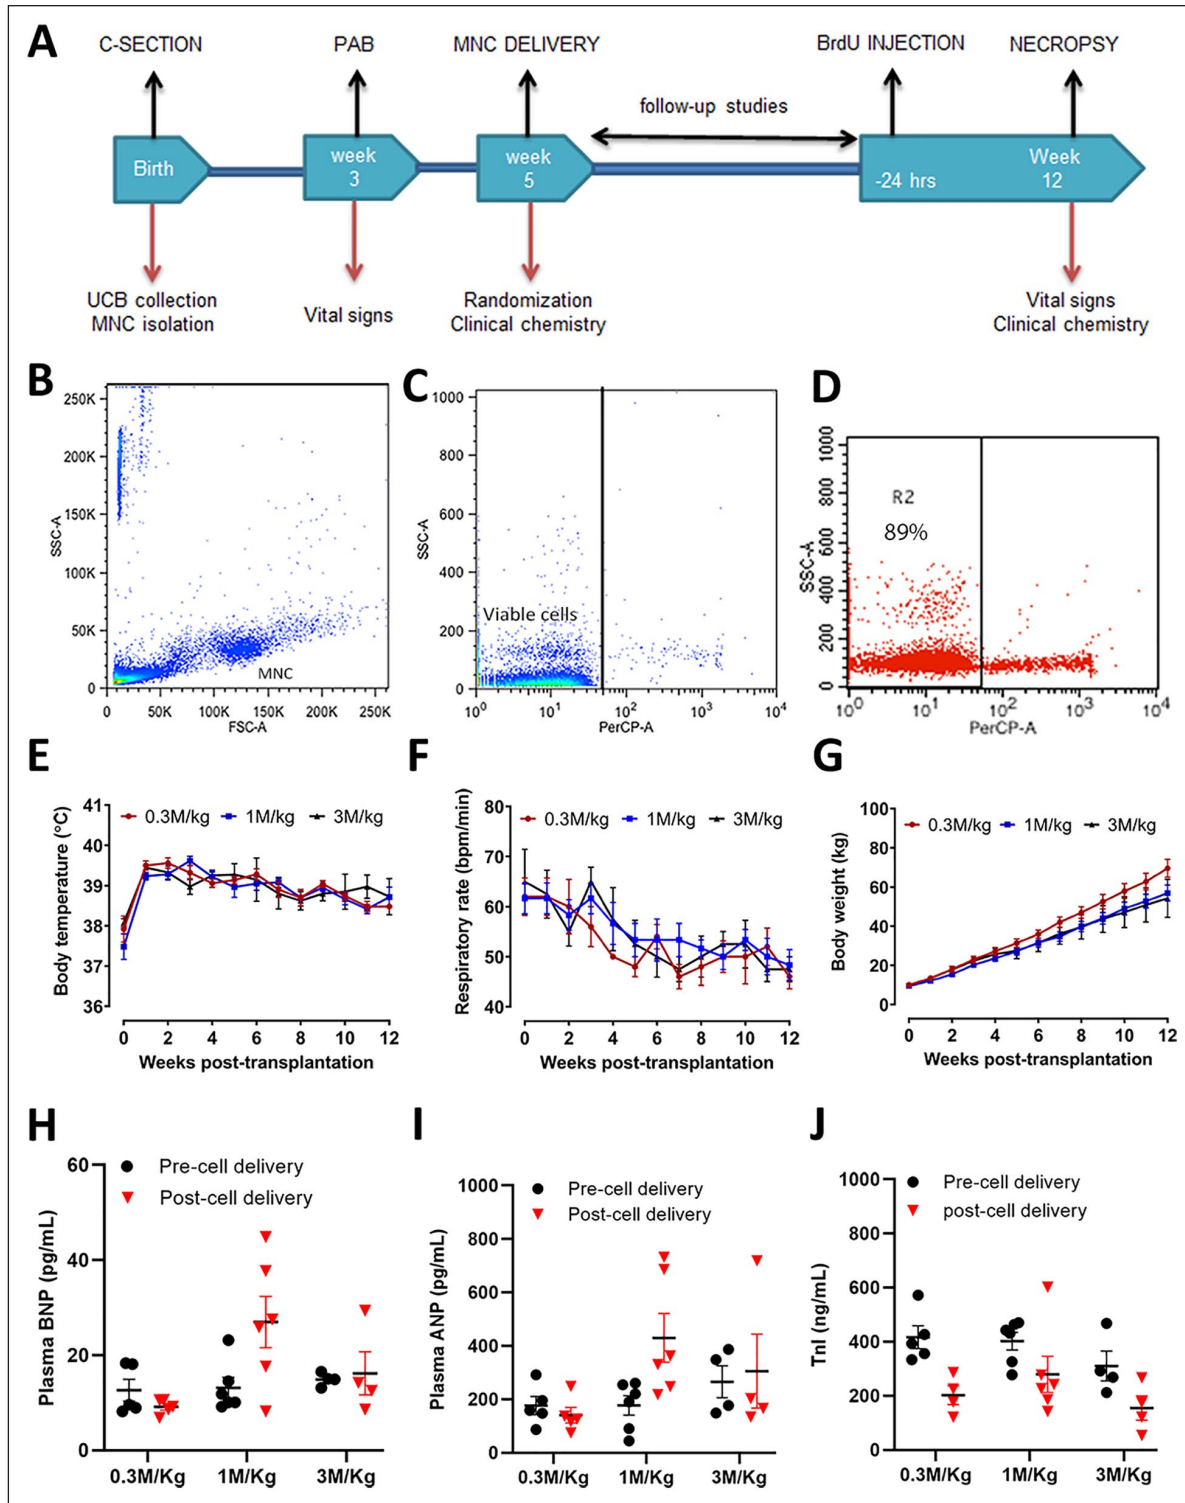 A
C-SECTION
PAB
MNC DELIVERY
BrdU INJECTION
NECROPSY
follow-up studies
Birth
week
3
week
5
-24 hrs
Week
12
UCB collection
MNC isolation
Vital signs
Randomization
Clinical chemistry
Vital signs
Clinical chemistry
B
250K
200K
150K
100K
50K
0
SSC-A
MNC
0 50K 100K 150K 200K 250K
FSC-A
C
1000
800
600
400
200
0
SSC-A
Viable cells
10^0 10^1 10^2 10^3 10^4
PerCP-A
D
1000
800
600
400
200
0
SSC-A
R2
89%
10^0 10^1 10^2 10^3 10^4
PerCP-A
E
41
40
39
38
37
36
Body temperature (°C)
0.3M/kg 1M/kg 3M/kg
0 2 4 6 8 10 12
Weeks post-transplantation
F
80
70
60
50
40
Respiratory rate (bpm/min)
0.3M/kg 1M/kg 3M/kg
0 2 4 6 8 10 12
Weeks post-transplantation
G
100
80
60
40
20
0
Body weight (kg)
0.3M/kg 1M/kg 3M/kg
0 2 4 6 8 10 12
Weeks post-transplantation
H
60
40
20
0
Plasma BNP (pg/mL)
Pre-cell delivery
Post-cell delivery
0.3M/Kg 1M/Kg 3M/Kg
I
1000
800
600
400
200
0
Plasma ANP (pg/mL)
Pre-cell delivery
Post-cell delivery
0.3M/Kg 1M/Kg 3M/Kg
J
1000
800
600
400
200
0
TnI (ng/mL)
Pre-cell delivery
post-cell delivery
0.3M/Kg 1M/Kg 3M/Kg